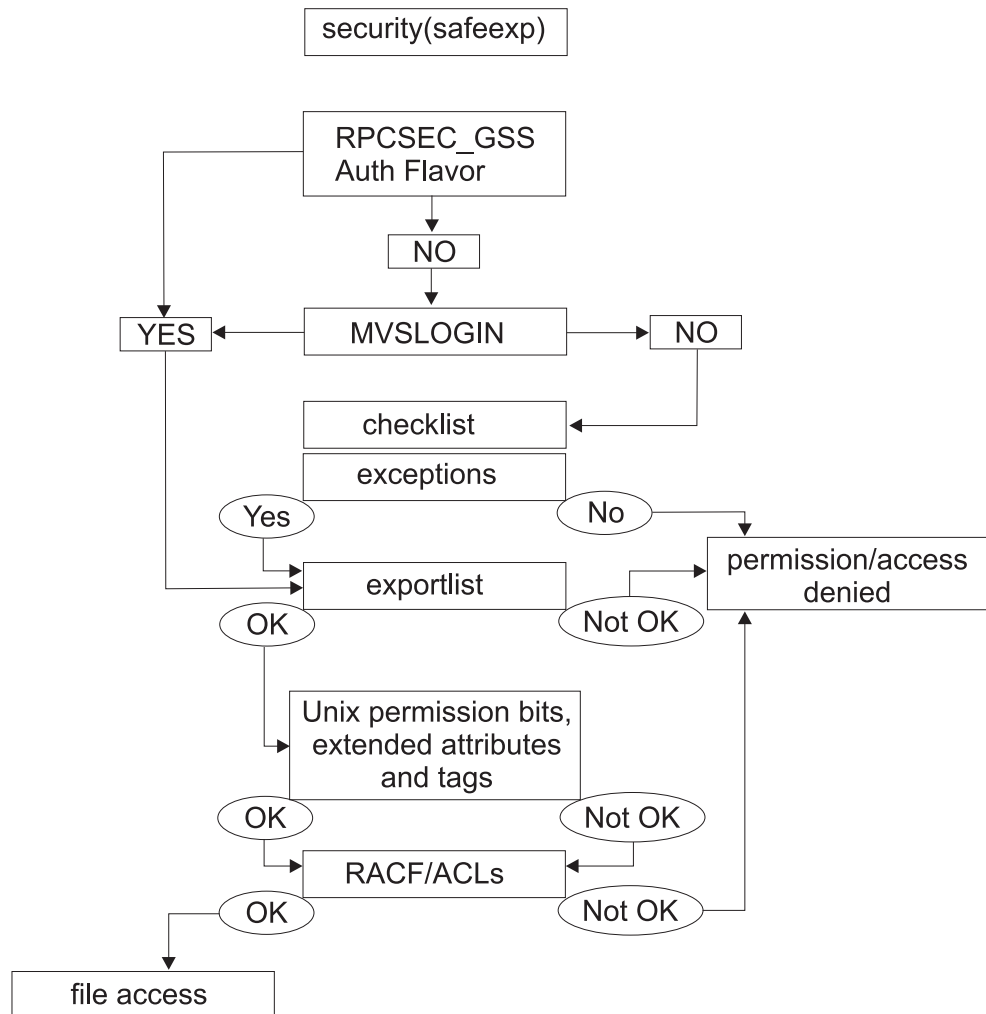 security(safeexp)
RPCSEC_GSS
Auth Flavor
NO
YES
MVSLOGIN
NO
checklist
exceptions
Yes
No
permission/access
denied
exportlist
OK
Not OK
Unix permission bits,
extended attributes
and tags
OK
Not OK
RACF/ACLs
OK
Not OK
file access